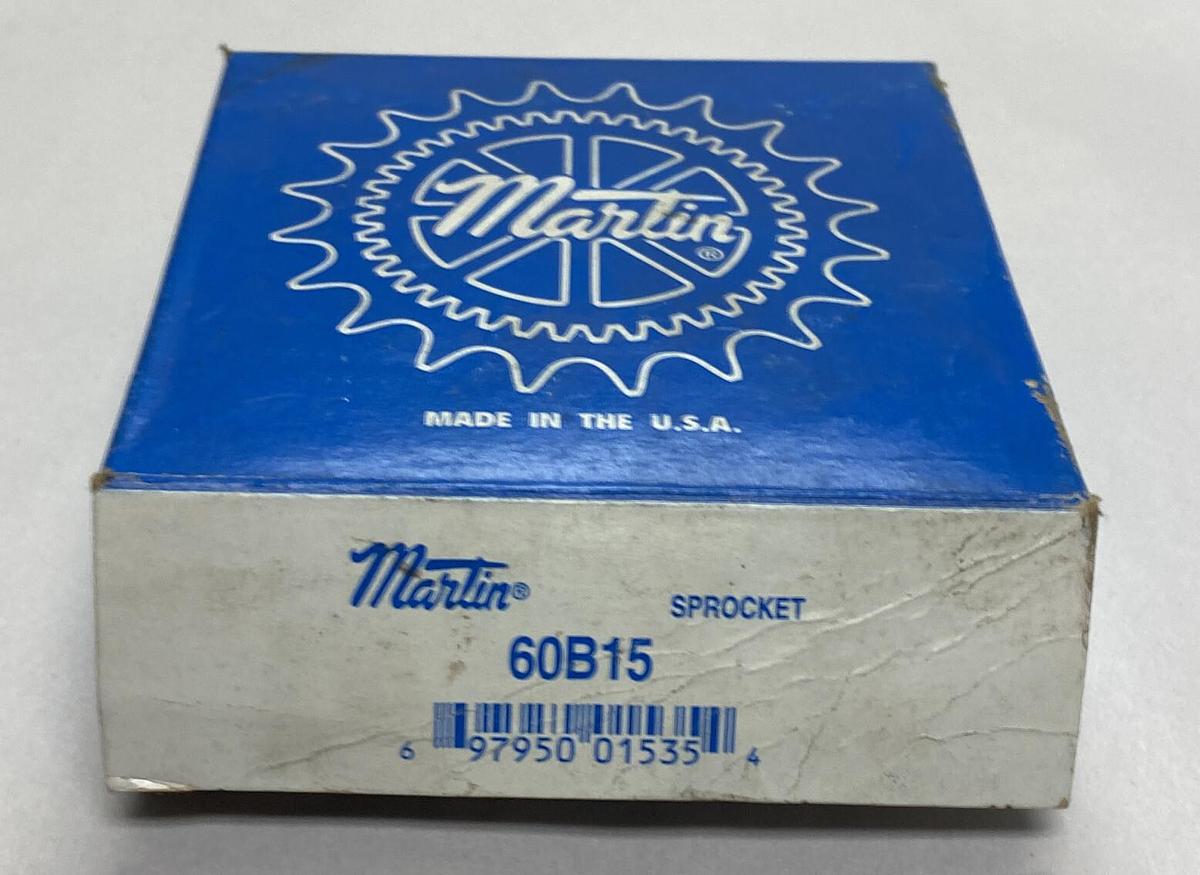 Martin®
MADE IN THE U.S.A.
Martin®
SPROCKET
60B15
6 97950 01535 4